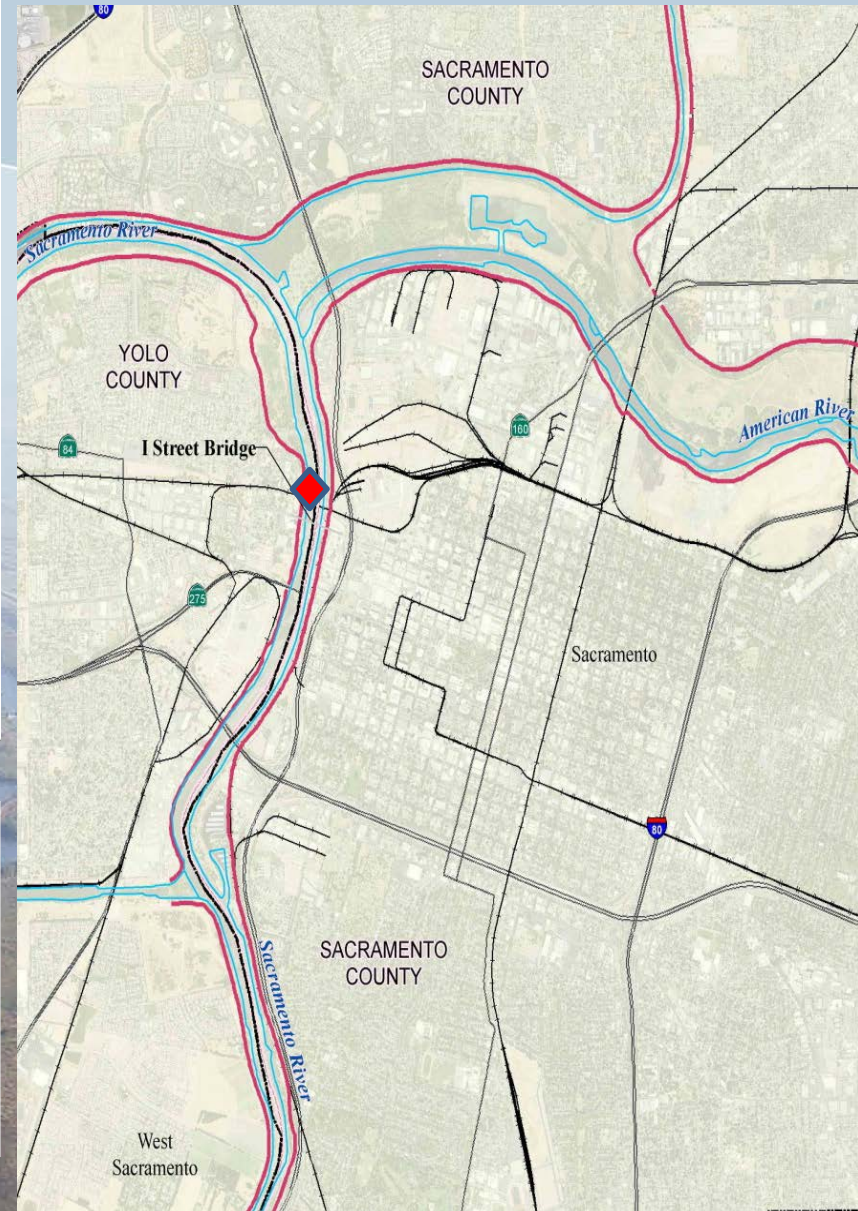 80
SACRAMENTO
COUNTY
Sacramento River
YOLO
COUNTY
84
I Street Bridge
160
American River
275
Sacramento
80
SACRAMENTO
COUNTY
Sacramento River
West
Sacramento